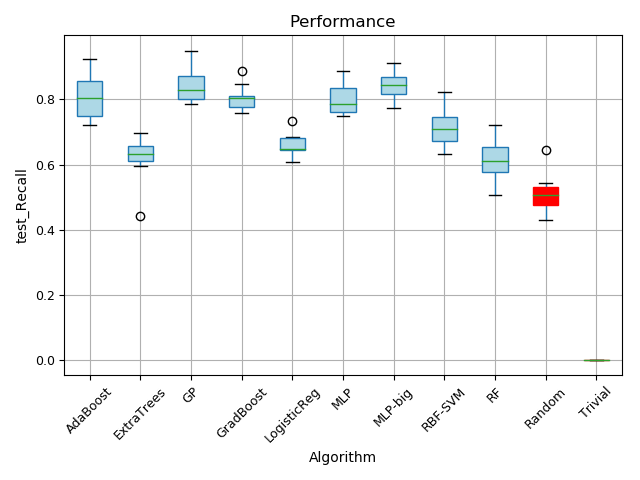 Performance
test_Recall
0.8
0.6
0.4
0.2
0.0
AdaBoost
ExtraTrees
GP
GradBoost
LogisticReg
MLP
MLP-big
RBF-SVM
RF
Random
Trivial
Algorithm